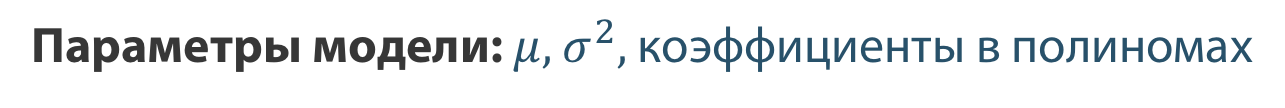 Параметры модели: μ, σ², коэффициенты в полиномах